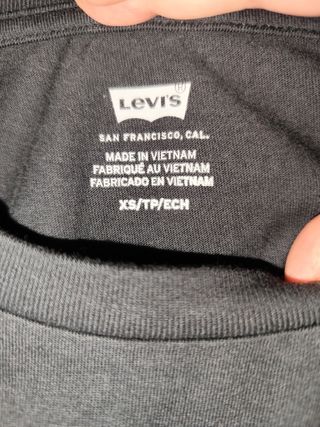 Levi's®
SAN FRANCISCO, CAL.
MADE IN VIETNAM
FABRIQUÉ AU VIETNAM
FABRICADO EN VIETNAM
XS/TP/ECH